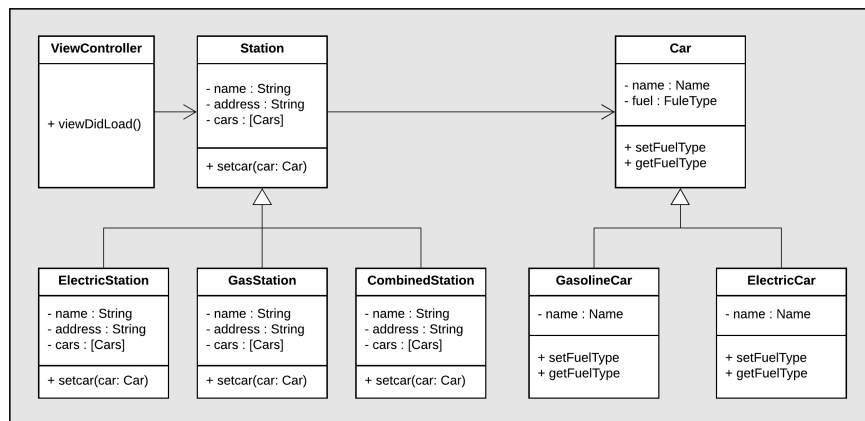 ViewController
+ viewDidLoad()
Station
- name : String
- address : String
- cars : [Cars]
+ setcar(car: Car)
Car
- name : Name
- fuel : FuleType
+ setFuelType
+ getFuelType
ElectricStation
- name : String
- address : String
- cars : [Cars]
+ setcar(car: Car)
GasStation
- name : String
- address : String
- cars : [Cars]
+ setcar(car: Car)
CombinedStation
- name : String
- address : String
- cars : [Cars]
+ setcar(car: Car)
GasolineCar
- name : Name
+ setFuelType
+ getFuelType
ElectricCar
- name : Name
+ setFuelType
+ getFuelType